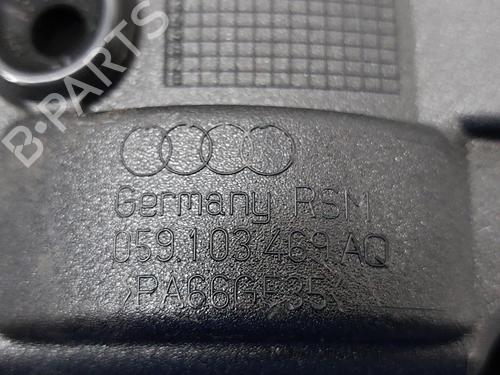 B-PARTS
Germany RSM
059.103.469.AQ
>PA66GF35<